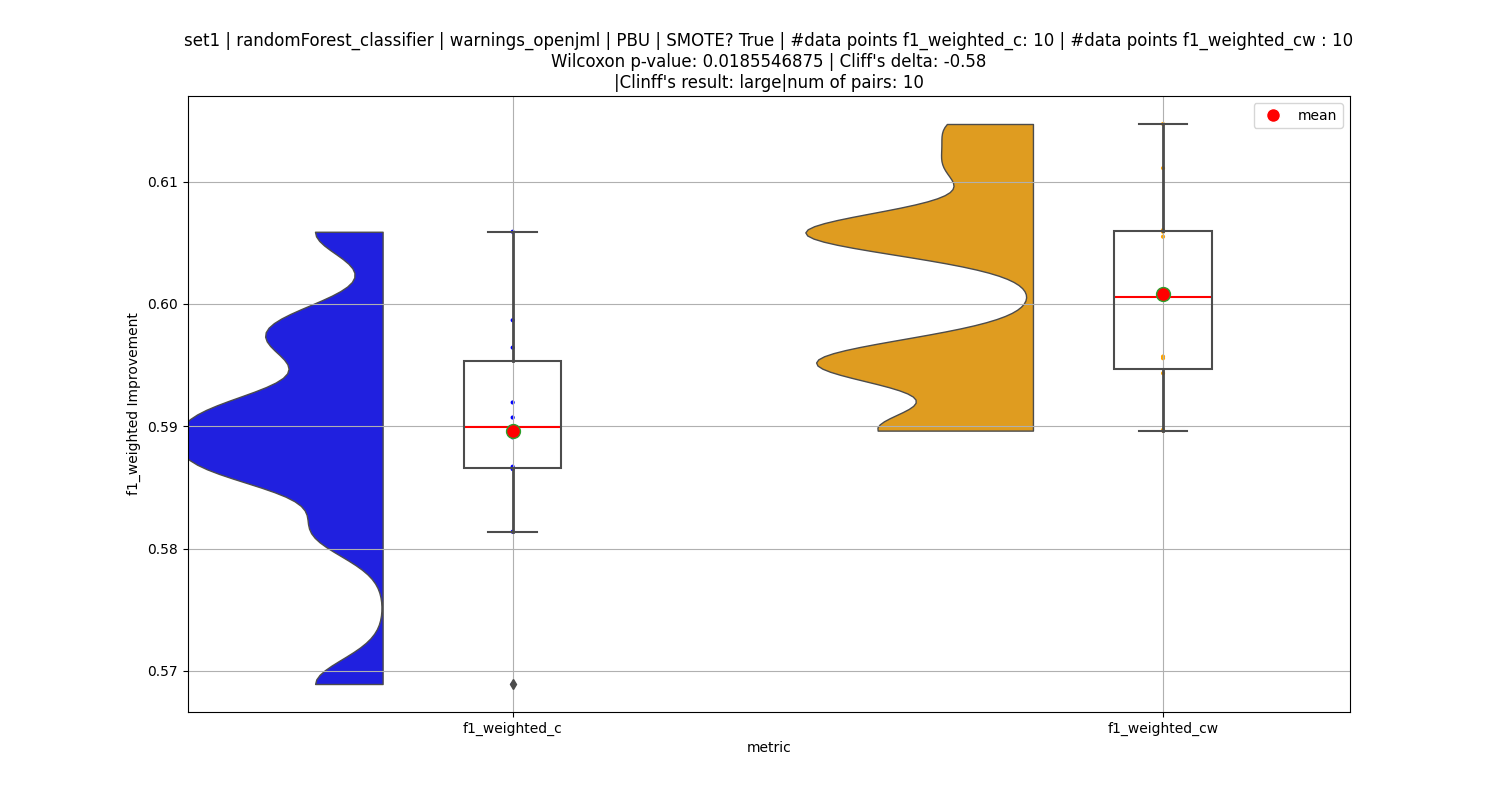 set1 | randomForest_classifier | warnings_openjml | PBU | SMOTE? True | #data points f1_weighted_c: 10 | #data points f1_weighted_cw : 10
Wilcoxon p-value: 0.0185546875 | Cliff's delta: -0.58
|Clinff's result: large|num of pairs: 10
mean
0.61
0.60
0.59
0.58
0.57
f1_weighted Improvement
f1_weighted_c
f1_weighted_cw
metric